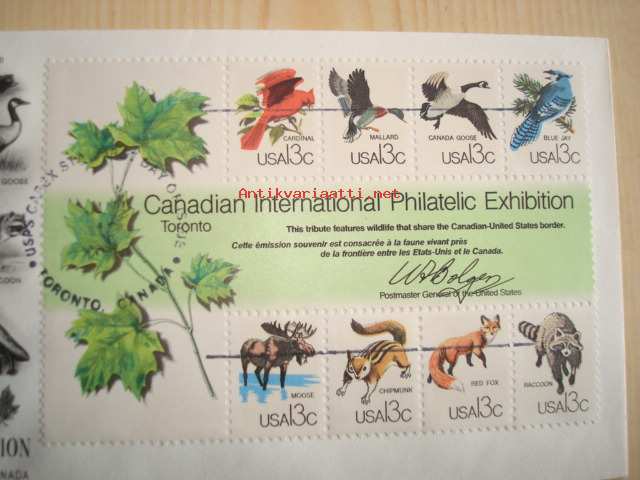 CARDINAL
USA13c
MALLARD
USA13c
CANADA GOOSE
USA13c
BLUE JAY
USA13c
Antikvariaatti.net
Canadian International Philatelic Exhibition
Toronto
This tribute features wildlife that share the Canadian-United States border.
Cette émission souvenir est consacrée à la faune vivant près
de la frontière entre les Etats-Unis et le Canada.
Postmaster General of the United States
MOOSE
USA13c
CHIPMUNK
USA13c
RED FOX
USA13c
RACCOON
USA13c
TORONTO, CANADA
GOOSE